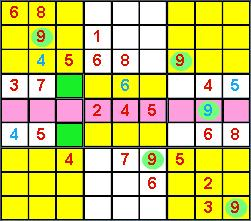 6 8
9 1
4 5 6 8 9
3 7 6 4 5
2 4 5 9
4 5 6 8
4 7 9 5
6 2
3 9